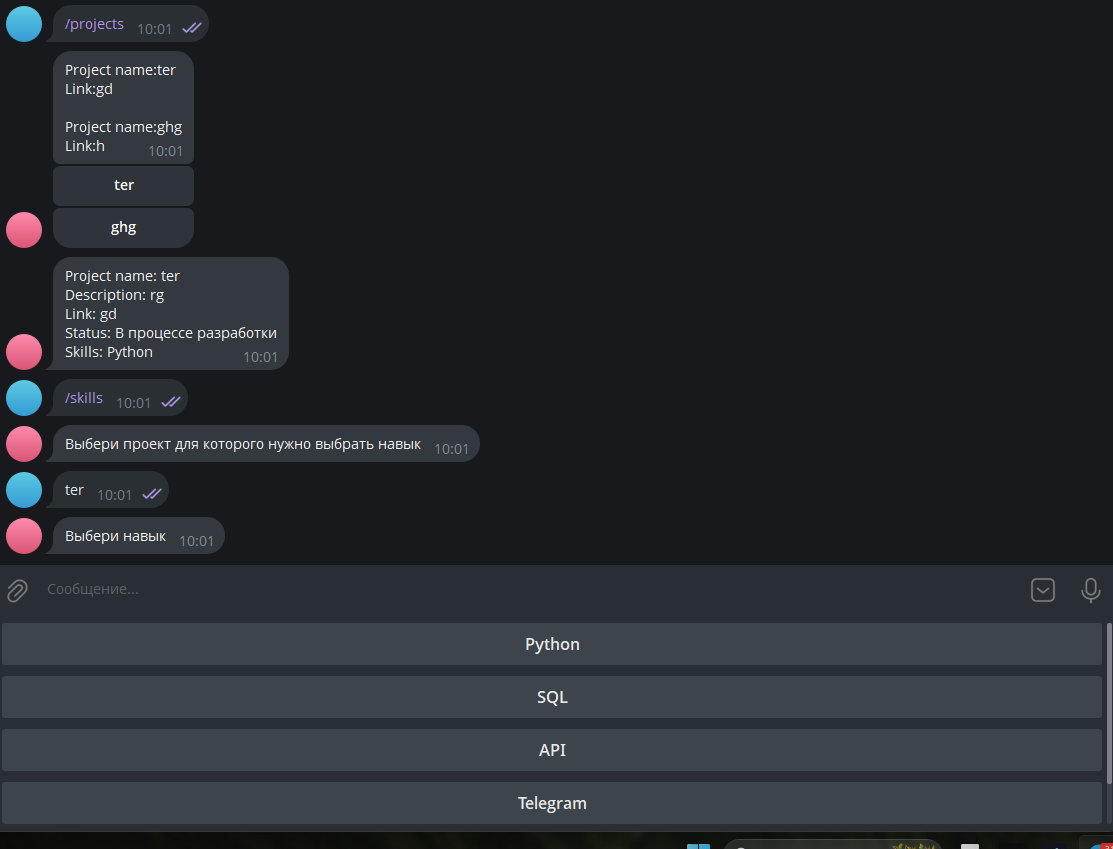 /projects 10:01
Project name:ter
Link:gd
Project name:ghg
Link:h 10:01
ter
ghg
Project name: ter
Description: rg
Link: gd
Status: В процессе разработки
Skills: Python 10:01
/skills 10:01
Выбери проект для которого нужно выбрать навык 10:01
ter 10:01
Выбери навык 10:01
Сообщение...
Python
SQL
API
Telegram